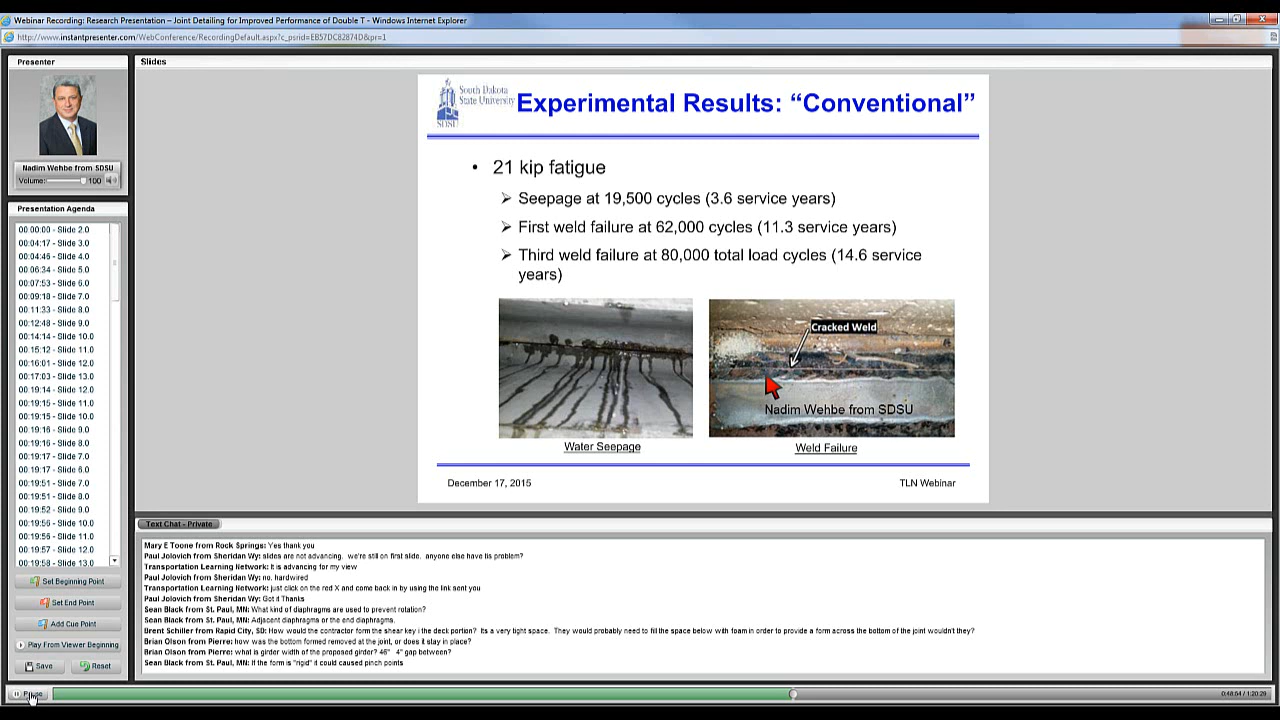 Webinar Recording: Research Presentation – Joint Detailing for Improved Performance of Double T - Windows Internet Explorer
http://www.instantpresenter.com/WebConference/RecordingDefault.aspx?c_psrid=EB57DC82874D&pr=1
Presenter
Nadim Wehbe from SDSU
Volume: 100
Presentation Agenda
00:00:00 - Slide 2.0
00:04:17 - Slide 3.0
00:04:46 - Slide 4.0
00:06:34 - Slide 5.0
00:07:53 - Slide 6.0
00:09:18 - Slide 7.0
00:11:33 - Slide 8.0
00:12:48 - Slide 9.0
00:14:14 - Slide 10.0
00:15:12 - Slide 11.0
00:16:01 - Slide 12.0
00:17:03 - Slide 13.0
00:19:14 - Slide 12.0
00:19:15 - Slide 11.0
00:19:15 - Slide 10.0
00:19:16 - Slide 9.0
00:19:16 - Slide 8.0
00:19:17 - Slide 7.0
00:19:17 - Slide 6.0
00:19:51 - Slide 7.0
00:19:51 - Slide 8.0
00:19:52 - Slide 9.0
00:19:56 - Slide 10.0
00:19:56 - Slide 11.0
00:19:57 - Slide 12.0
00:19:58 - Slide 13.0
Set Beginning Point
Set End Point
Add Cue Point
Play From Viewer Beginning
Save Reset
Slides
South Dakota
State University
SDSU
Experimental Results: “Conventional”
• 21 kip fatigue
➢ Seepage at 19,500 cycles (3.6 service years)
➢ First weld failure at 62,000 cycles (11.3 service years)
➢ Third weld failure at 80,000 total load cycles (14.6 service
years)
Cracked Weld
Nadim Wehbe from SDSU
Water Seepage
Weld Failure
December 17, 2015
TLN Webinar
Text Chat - Private
Mary E Toone from Rock Springs: Yes thank you
Paul Jolovich from Sheridan Wy: slides are not advancing. we're still on first slide. anyone else have tis problem?
Transportation Learning Network: It is advancing for my view
Paul Jolovich from Sheridan Wy: no. hardwired
Transportation Learning Network: just click on the red X and come back in by using the link sent you
Paul Jolovich from Sheridan Wy: Got it Thanks
Sean Black from St. Paul, MN: What kind of diaphragms are used to prevent rotation?
Sean Black from St. Paul, MN: Adjacent diaphragms or the end diaphragms.
Brent Schiller from Rapid City, SD: How would the contractor form the shear key i the deck portion? Its a very tight space. They would probably need to fill the space below with foam in order to provide a form across the bottom of the joint wouldn't they?
Brian Olson from Pierre: how was the bottom formed removed at the joint, or does it stay in place?
Brian Olson from Pierre: what is girder width of the proposed girder? 46" 4" gap between?
Sean Black from St. Paul, MN: If the form is "rigid" it could caused pinch points
Pause
0:48:54 / 1:20:29